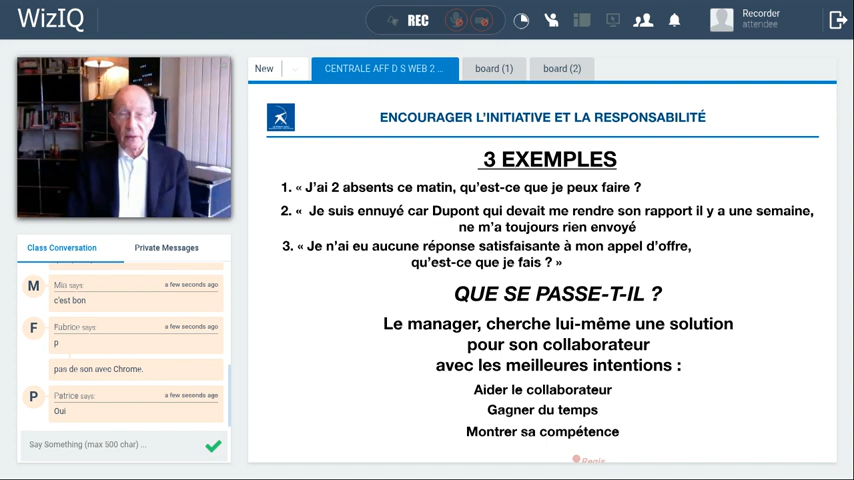 WizIQ
REC
Recorder
attendee
New
CENTRALE AFF D S WEB 2 ...
board (1)
board (2)
ENCOURAGER L'INITIATIVE ET LA RESPONSABILITÉ
3 EXEMPLES
1. « J'ai 2 absents ce matin, qu'est-ce que je peux faire ?
2. « Je suis ennuyé car Dupont qui devait me rendre son rapport il y a une semaine,
ne m'a toujours rien envoyé
3. « Je n'ai eu aucune réponse satisfaisante à mon appel d'offre,
qu'est-ce que je fais ? »
QUE SE PASSE-T-IL ?
Le manager, cherche lui-même une solution
pour son collaborateur
avec les meilleures intentions :
Aider le collaborateur
Gagner du temps
Montrer sa compétence
Regis
Class Conversation
Private Messages
M
Mia says:
a few seconds ago
c'est bon
F
Fabrice says:
a few seconds ago
p
pas de son avec Chrome.
P
Patrice says:
a few seconds ago
Oui
Say Something (max 500 char) ...